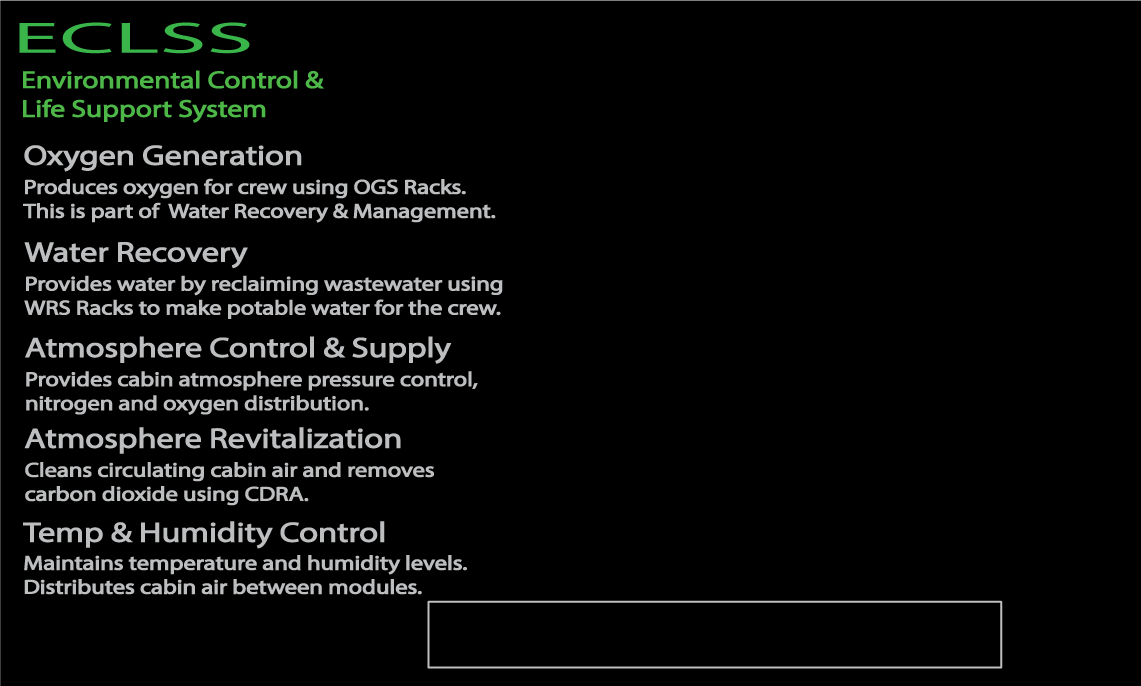 ECLSS
Environmental Control &
Life Support System
Oxygen Generation
Produces oxygen for crew using OGS Racks.
This is part of Water Recovery & Management.
Water Recovery
Provides water by reclaiming wastewater using
WRS Racks to make potable water for the crew.
Atmosphere Control & Supply
Provides cabin atmosphere pressure control,
nitrogen and oxygen distribution.
Atmosphere Revitalization
Cleans circulating cabin air and removes
carbon dioxide using CDRA.
Temp & Humidity Control
Maintains temperature and humidity levels.
Distributes cabin air between modules.